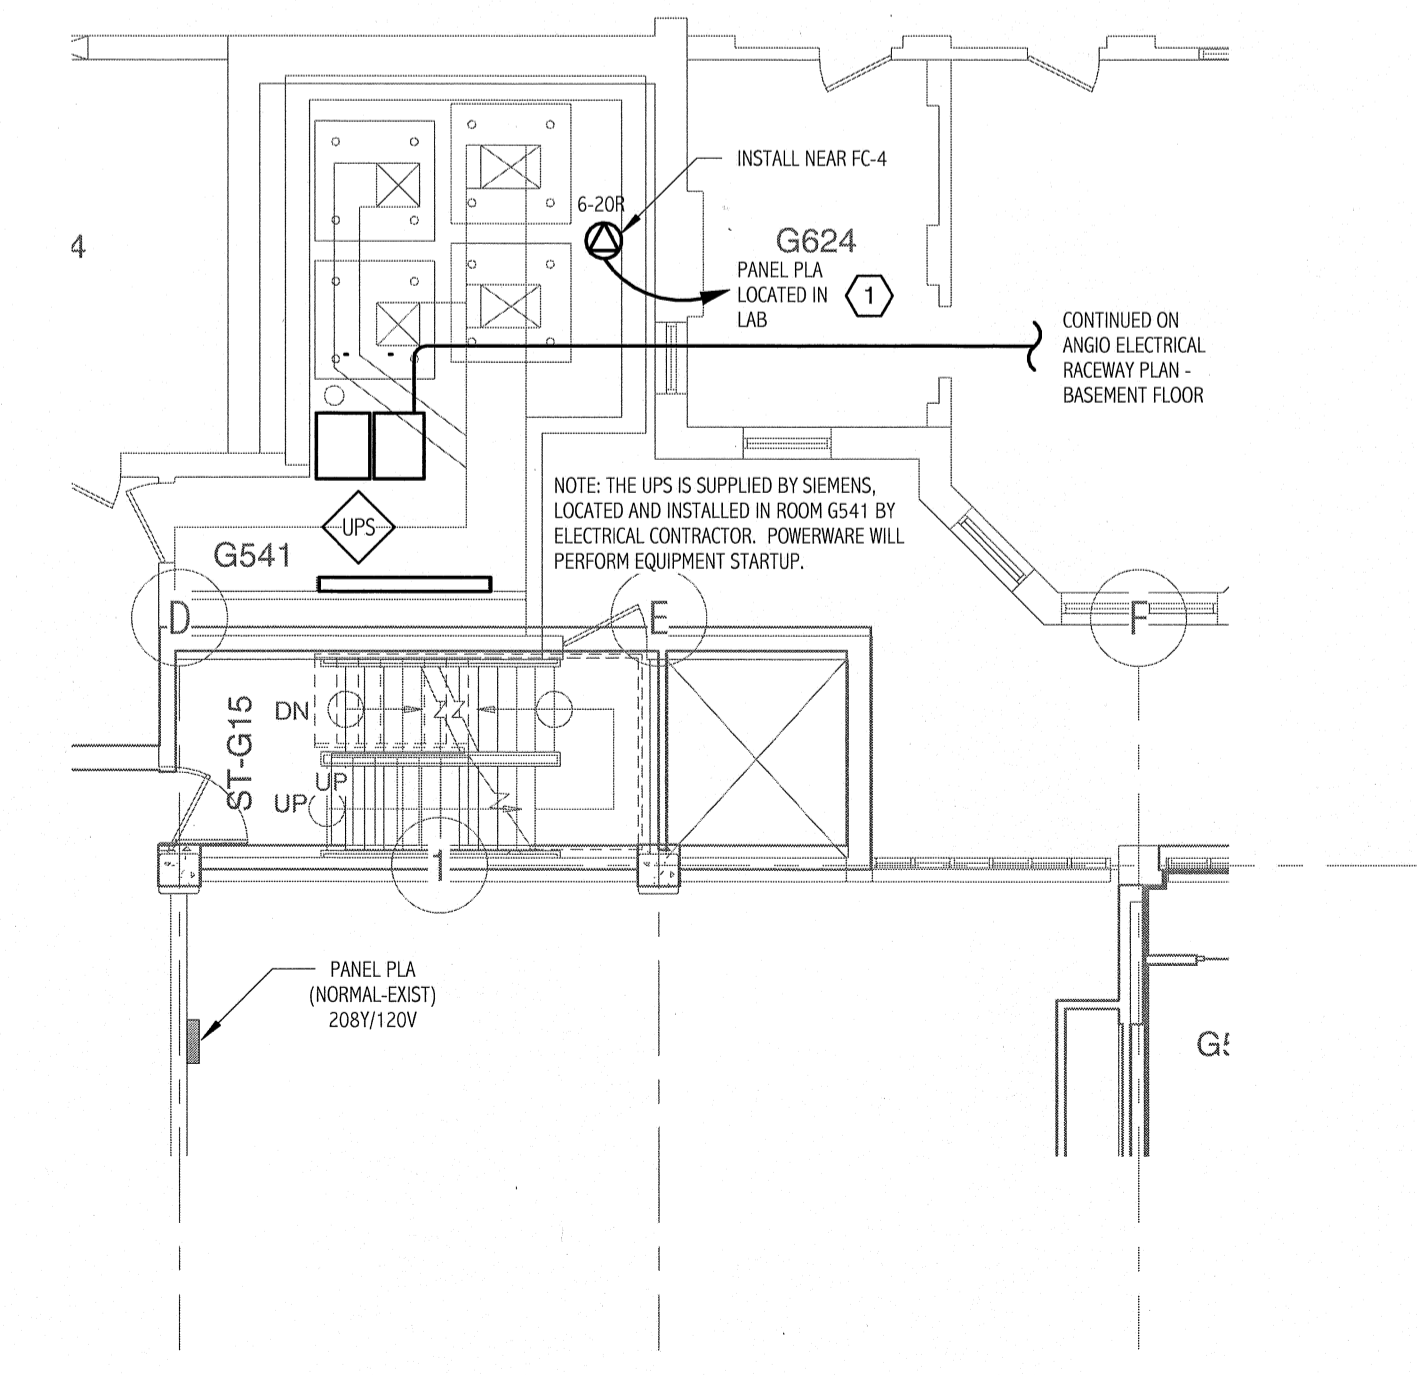 INSTALL NEAR FC-4
6-20R
G624
4
PANEL PLA
LOCATED IN
LAB
1
CONTINUED ON
ANGIO ELECTRICAL
RACEWAY PLAN -
BASEMENT FLOOR
NOTE: THE UPS IS SUPPLIED BY SIEMENS,
LOCATED AND INSTALLED IN ROOM G541 BY
ELECTRICAL CONTRACTOR.  POWERWARE WILL
PERFORM EQUIPMENT STARTUP.
UPS
G541
D
E
F
ST-G15
DN
UP
UP
1
PANEL PLA
(NORMAL-EXIST)
208Y/120V